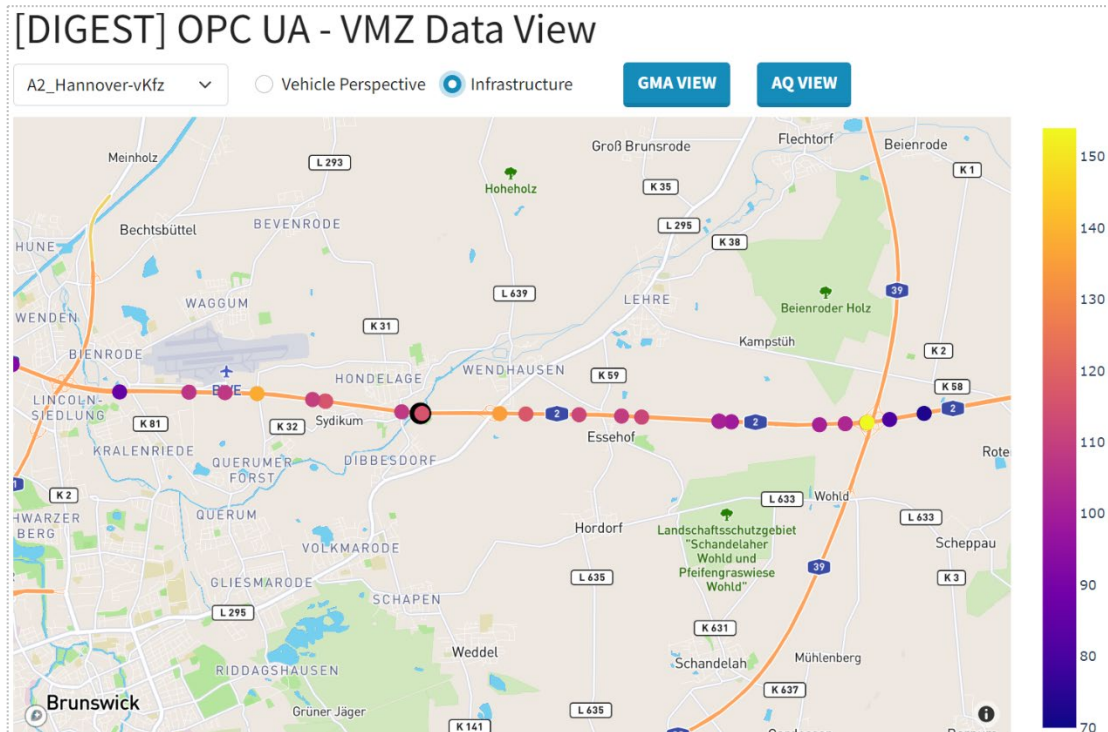 [DIGEST] OPC UA - VMZ Data View
A2_Hannover-vKfz
Vehicle Perspective
Infrastructure
GMA VIEW
AQ VIEW
Meinholz
L 293
Hoheholz
Groß Brunsrode
Flechtorf
Beienrode
K 1
K 35
L 295
K 38
HUNE
Bechtsbüttel
BEVENRODE
WAGGUM
L 639
LEHRE
39
Beienroder Holz
WENDEN
K 31
BIENRODE
Kampstüh
K 2
HONDELAGE
WENDHAUSEN
K 59
K 58
LINCOLN-
SIEDLUNG
K 81
K 32
Sydikum
2
2
2
Essehof
KRALENRIEDE
QUERUMER
FORST
DIBBESDORF
Rote
K 2
L 633
Wohld
HWARZER
BERG
QUERUM
Hordorf
Landschaftsschutzgebiet
"Schandelaher
Wohld und
Pfeifengraswiese
Wohld"
L 633
Scheppau
VOLKMARODE
39
GLIESMARODE
L 635
K 3
SCHAPEN
L 295
K 631
Weddel
RIDDAGSHAUSEN
Schandelah
Mühlenberg
K 637
Brunswick
Grüner Jäger
L 635
K 141
150
140
130
120
110
100
90
80
70